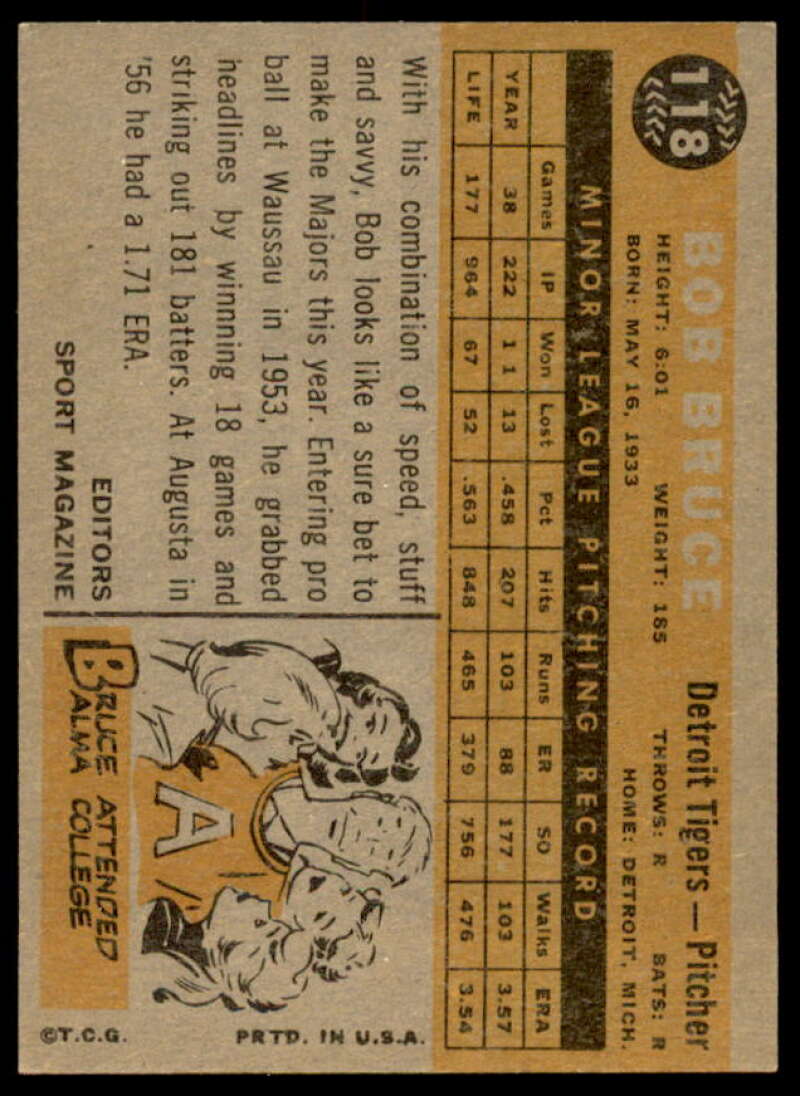 118
BOB BRUCE Detroit Tigers — Pitcher
HEIGHT: 6:01 WEIGHT: 185 THROWS: R BATS: R
BORN: MAY 16, 1933 HOME: DETROIT, MICH.
MINOR LEAGUE PITCHING RECORD
Games IP Won Lost Pct Hits Runs ER SO Walks ERA
YEAR 38 222 11 13 .458 207 103 88 177 103 3.57
LIFE 177 964 67 52 .563 848 465 379 756 476 3.54
With his combination of speed, stuff
and savvy, Bob looks like a sure bet to
make the Majors this year. Entering pro
ball at Waussau in 1953, he grabbed
headlines by winnning 18 games and
striking out 181 batters. At Augusta in
'56 he had a 1.71 ERA.
EDITORS
SPORT MAGAZINE
A
BRUCE ATTENDED
ALMA COLLEGE
©T.C.G. PRTD. IN U.S.A.